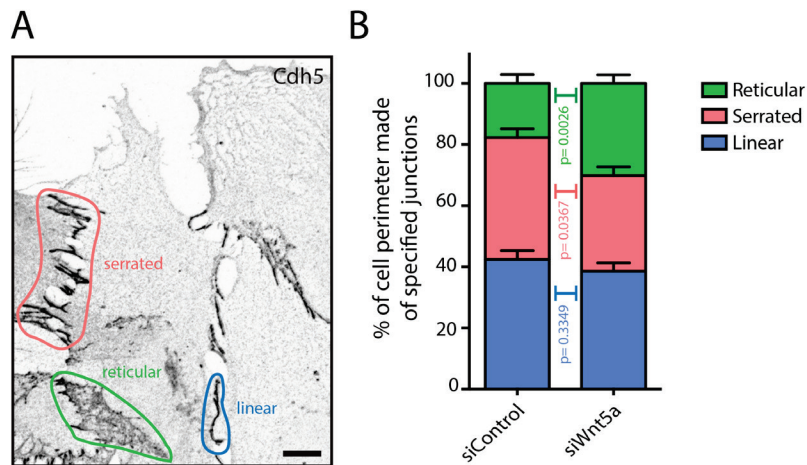 A
Cdh5
serrated
reticular
linear
B
% of cell perimeter made
of specified junctions
100
80
60
40
20
0
p= 0.0026
p= 0.0367
p= 0.3349
siControl
siWnt5a
Reticular
Serrated
Linear